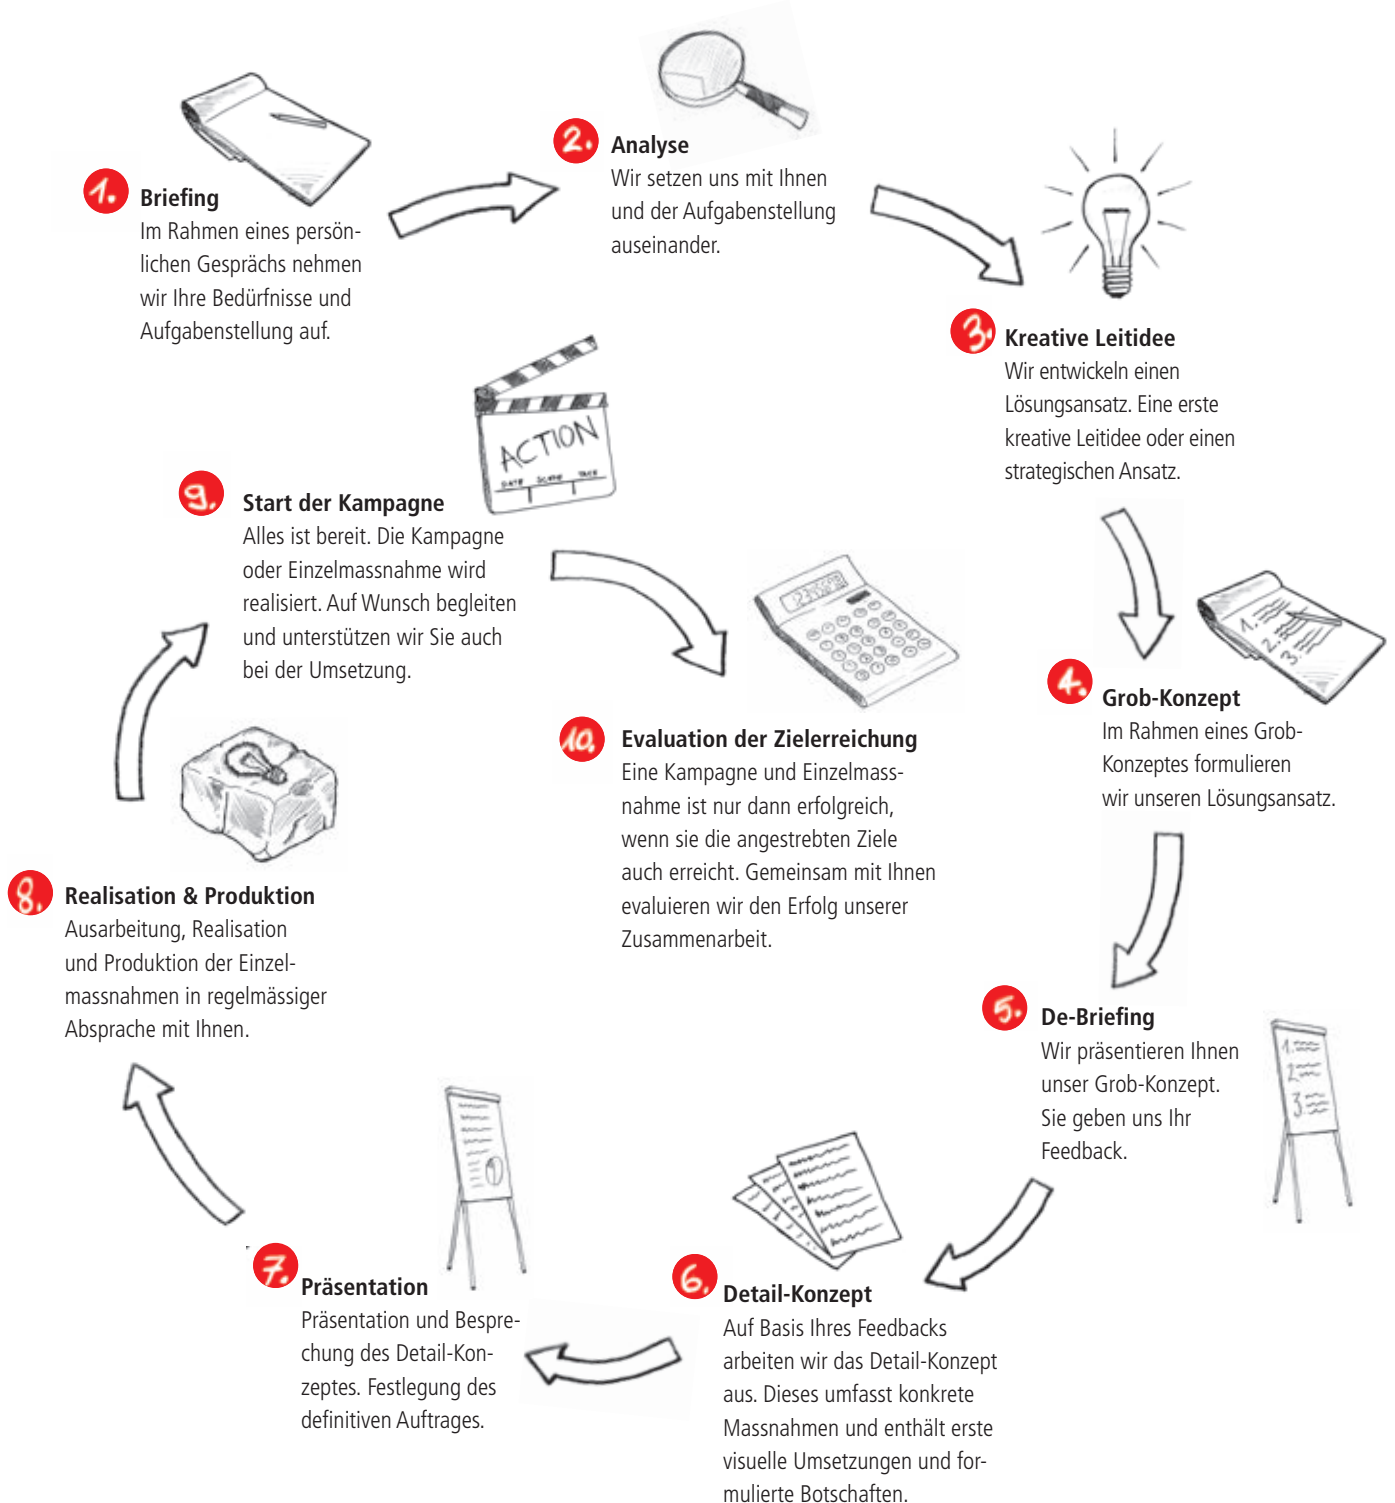 1.
Briefing
Im Rahmen eines persön-
lichen Gesprächs nehmen
wir Ihre Bedürfnisse und
Aufgabenstellung auf.
2.
Analyse
Wir setzen uns mit Ihnen
und der Aufgabenstellung
auseinander.
3.
Kreative Leitidee
Wir entwickeln einen
Lösungsansatz. Eine erste
kreative Leitidee oder einen
strategischen Ansatz.
1.
2.
3.
4.
Grob-Konzept
Im Rahmen eines Grob-
Konzeptes formulieren
wir unseren Lösungsansatz.
5.
De-Briefing
Wir präsentieren Ihnen
unser Grob-Konzept.
Sie geben uns Ihr
Feedback.
1.
2
3.
6.
Detail-Konzept
Auf Basis Ihres Feedbacks
arbeiten wir das Detail-Konzept
aus. Dieses umfasst konkrete
Massnahmen und enthält erste
visuelle Umsetzungen und for-
mulierte Botschaften.
7.
Präsentation
Präsentation und Bespre-
chung des Detail-Kon-
zeptes. Festlegung des
definitiven Auftrages.
8.
Realisation & Produktion
Ausarbeitung, Realisation
und Produktion der Einzel-
massnahmen in regelmässiger
Absprache mit Ihnen.
ACTION
DATE SCENE TAKE
9.
Start der Kampagne
Alles ist bereit. Die Kampagne
oder Einzelmassnahme wird
realisiert. Auf Wunsch begleiten
und unterstützen wir Sie auch
bei der Umsetzung.
10.
Evaluation der Zielerreichung
Eine Kampagne und Einzelmass-
nahme ist nur dann erfolgreich,
wenn sie die angestrebten Ziele
auch erreicht. Gemeinsam mit Ihnen
evaluieren wir den Erfolg unserer
Zusammenarbeit.